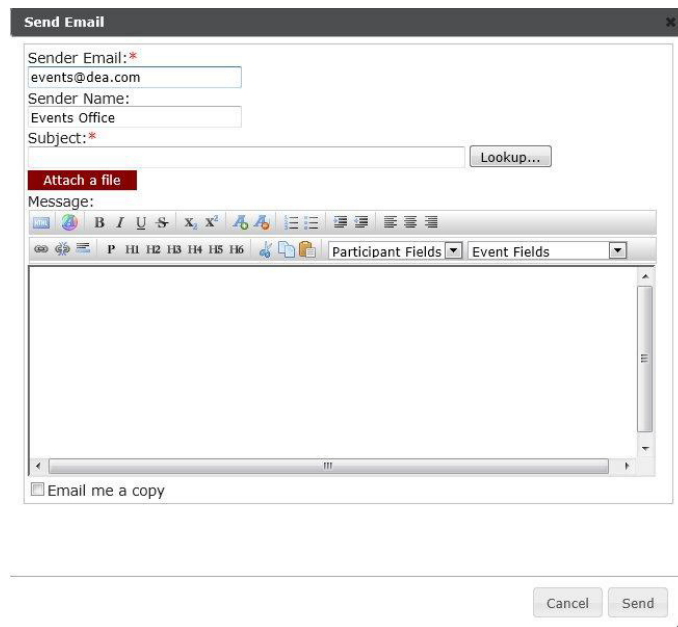 Send Email
Sender Email:*
events@dea.com
Sender Name:
Events Office
Subject:*
Lookup...
Attach a file
Message:
B I U S X₂ X²
P H1 H2 H3 H4 H5 H6 Participant Fields Event Fields
Email me a copy
Cancel Send